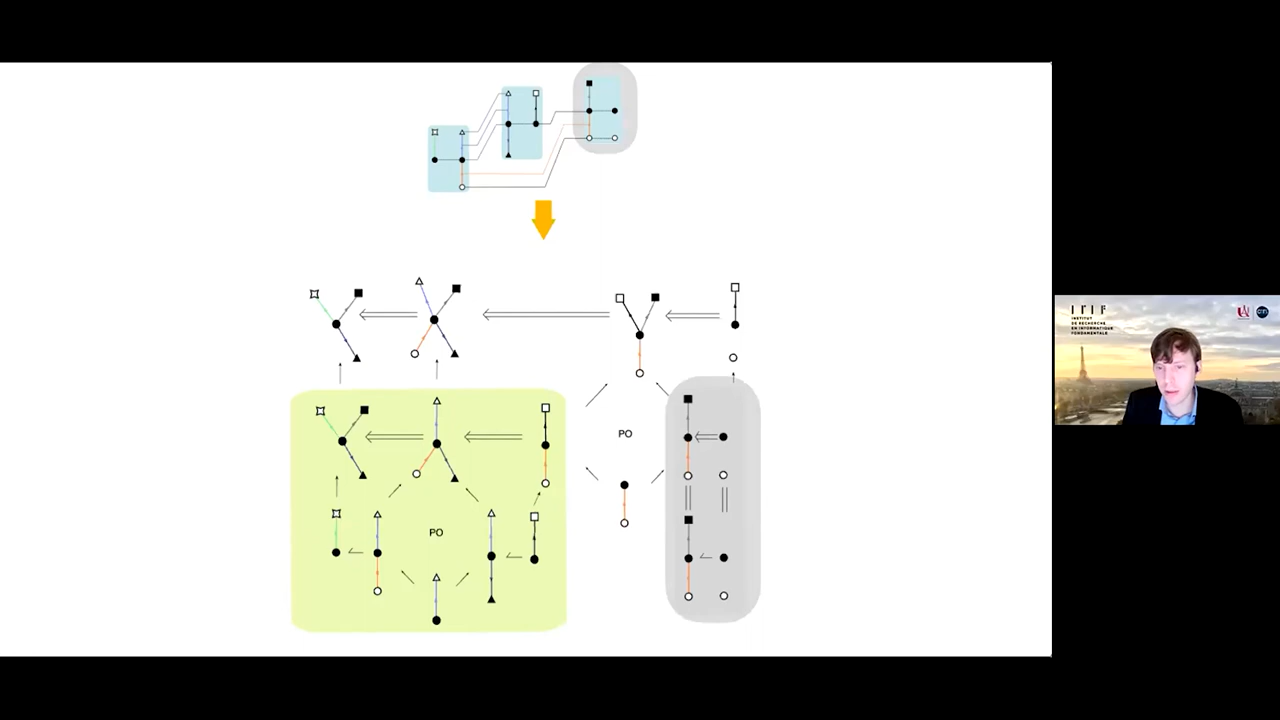 PO
PO
IRIF
INSTITUT
DE RECHERCHE
EN INFORMATIQUE
FONDAMENTALE